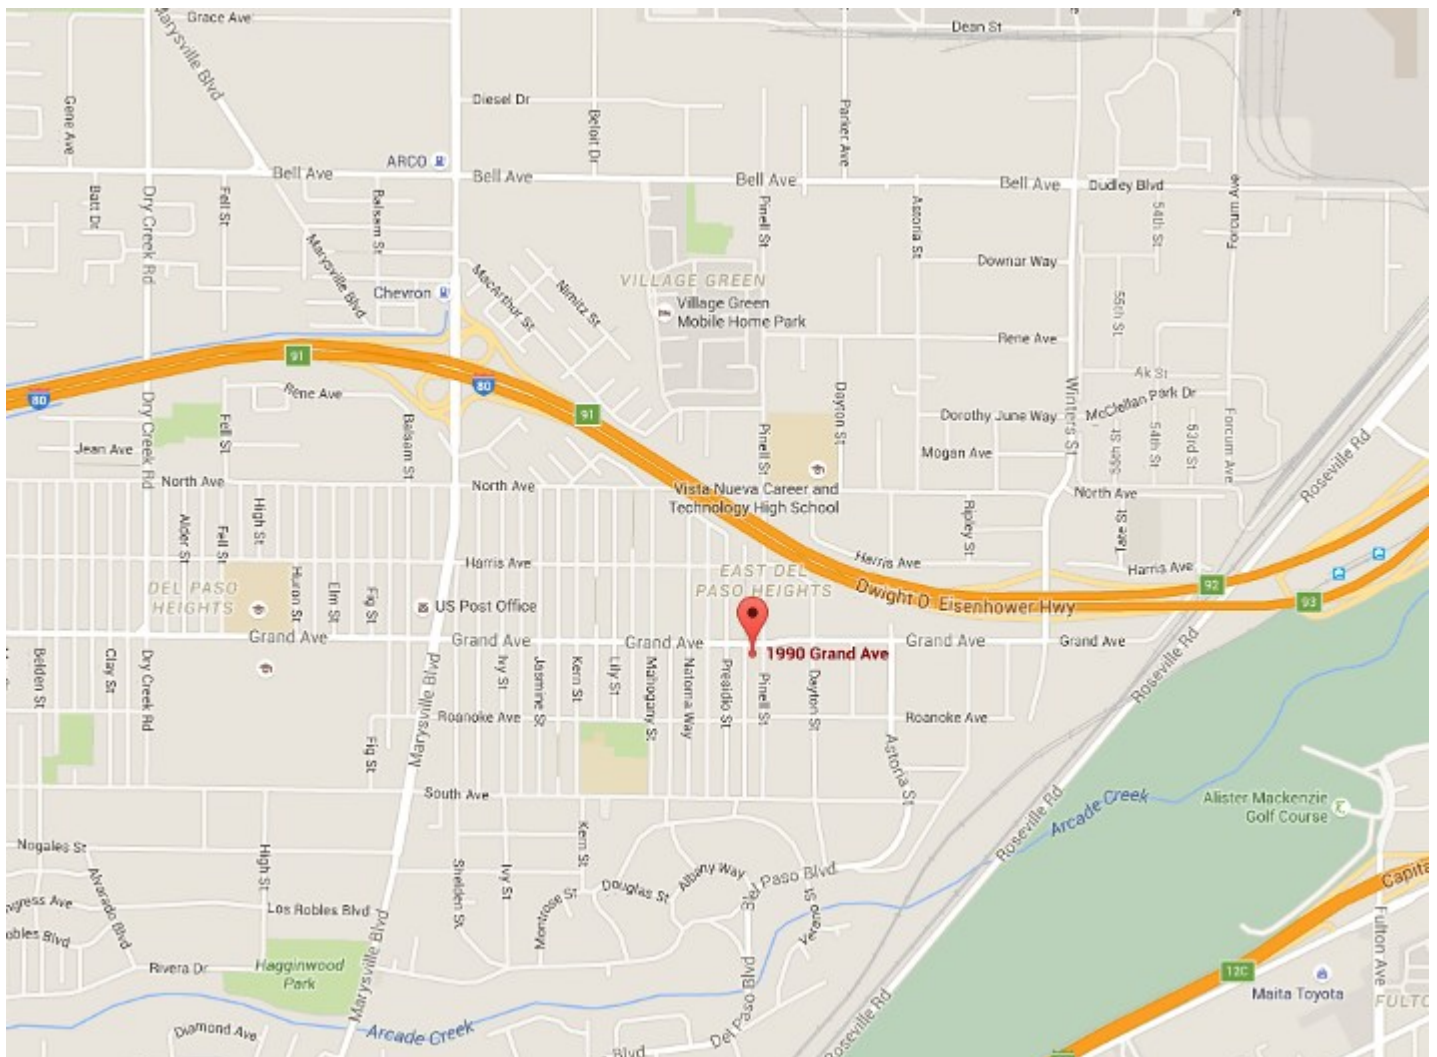 Grace Ave
Marysville Blvd
Dean St
Gene Ave
Diesel Dr
Beloit Dr
Parker Ave
ARCO
Bell Ave
Bell Ave
Bell Ave
Bell Ave
Dudley Blvd
Batt Dr
Dry Creek Rd
Fell St
Balsam St
Pinell St
Astoria St
54th St
Forcum Ave
Marysville Blvd
MacArthur St
Nimitz St
Downar Way
VILLAGE GREEN
Chevron
Village Green
Mobile Home Park
55th St
Rene Ave
91
80
80
91
Rene Ave
Dry Creek Rd
Fell St
Balsam St
Dayton St
Winters St
Ak St
McClellan Park Dr
Dorothy June Way
Pinell St
Mogan Ave
54th St
53rd St
Forcum Ave
Roseville Rd
Jean Ave
North Ave
North Ave
Vista Nueva Career and
Technology High School
North Ave
High St
Alder St
Fell St
Ripley St
Harris Ave
Harris Ave
Harris Ave
EAST DEL
PASO HEIGHTS
Dwight D. Eisenhower Hwy
92
93
DEL PASO
HEIGHTS
Huron St
Elm St
Fig St
US Post Office
Grand Ave
Grand Ave
Grand Ave
Grand Ave
Grand Ave
1990 Grand Ave
Roseville Rd
Belden St
Clay St
Dry Creek Rd
Marysville Blvd
Ivy St
Jasmine St
Kern St
Lily St
Mahogany St
Natoma Way
Presidio St
Pinell St
Dayton St
Roanoke Ave
Roanoke Ave
Fig St
Astoria St
South Ave
Arcade Creek
Alister Mackenzie
Golf Course
Roseville Rd
Nogales St
Alvarado Blvd
High St
Kern St
Shelden St
Ivy St
Montrose St
Douglas St
Albany Way
Del Paso Blvd
Verano St
Capita
Fulton Ave
ngress Ave
Los Robles Blvd
obles Blvd
Marysville Blvd
Rivera Dr
Hagginwood
Park
12C
Maita Toyota
FULTO
Paso Blvd
Roseville Rd
Diamond Ave
Arcade Creek
Del Pa
Blvd